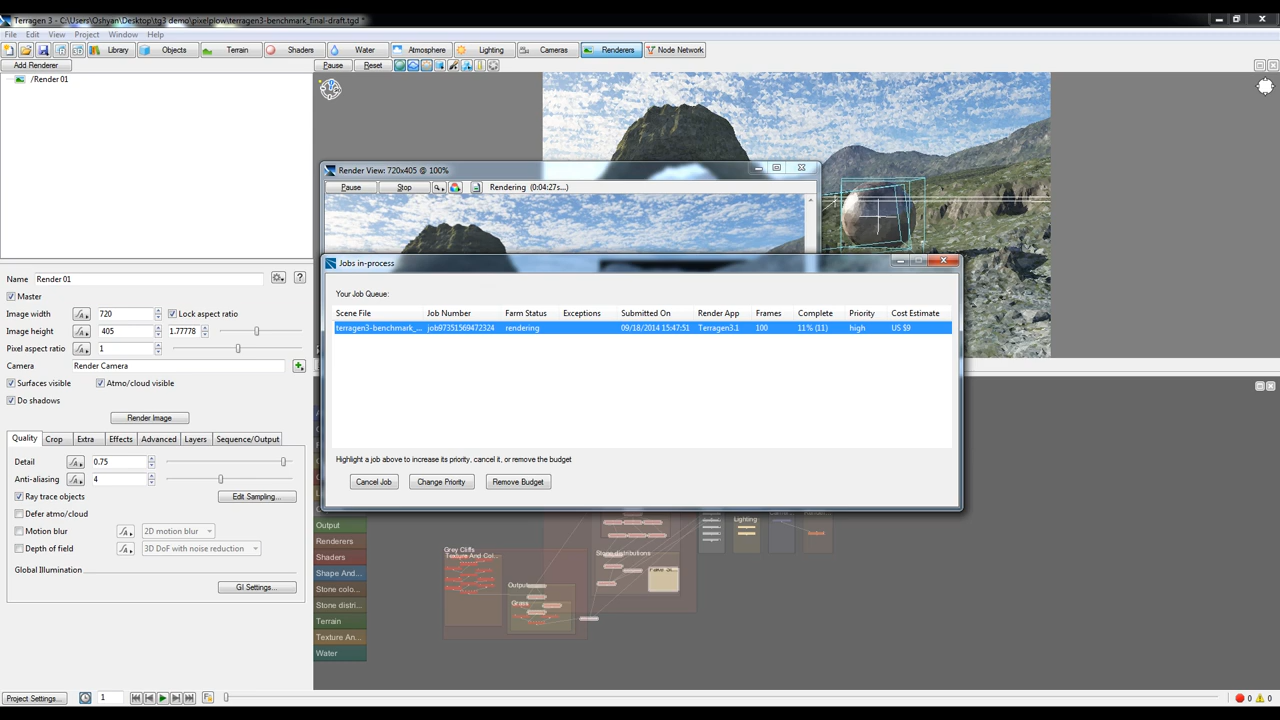 Terragen 3 - C:\Users\Oshyan\Desktop\tg3 demo\pixelplow\terragen3-benchmark_final-draft.tgd *
File Edit View Project Window Help
Library Objects Terrain Shaders Water Atmosphere Lighting Cameras Renderers Node Network
Add Renderer
Pause Reset
/Render 01
Render View: 720x405 @ 100%
Pause Stop Rendering (0:04:27s...)
Jobs in-process
Your Job Queue:
Scene File Job Number Farm Status Exceptions Submitted On Render App Frames Complete Priority Cost Estimate
terragen3-benchmark_... job97351569472324 rendering 09/18/2014 15:47:51 Terragen3.1 100 11% (11) high US $9
Highlight a job above to increase its priority, cancel it, or remove the budget
Cancel Job Change Priority Remove Budget
Name Render 01 ?
Master
Image width 720 Lock aspect ratio
Image height 405 1.77778
Pixel aspect ratio 1
Camera Render Camera
Surfaces visible Atmo/cloud visible
Do shadows
Render Image
Quality Crop Extra Effects Advanced Layers Sequence/Output
Detail 0.75
Anti-aliasing 4
Ray trace objects Edit Sampling...
Defer atmo/cloud
Motion blur 2D motion blur
Depth of field 3D DoF with noise reduction
Global Illumination
GI Settings...
Output
Renderers
Shaders
Shape And...
Stone colo...
Stone distri...
Terrain
Texture An...
Water
Lighting
Grey Cliffs
Texture And Col...
Stone distributions
Output
Grass
Project Settings... 1 0 0